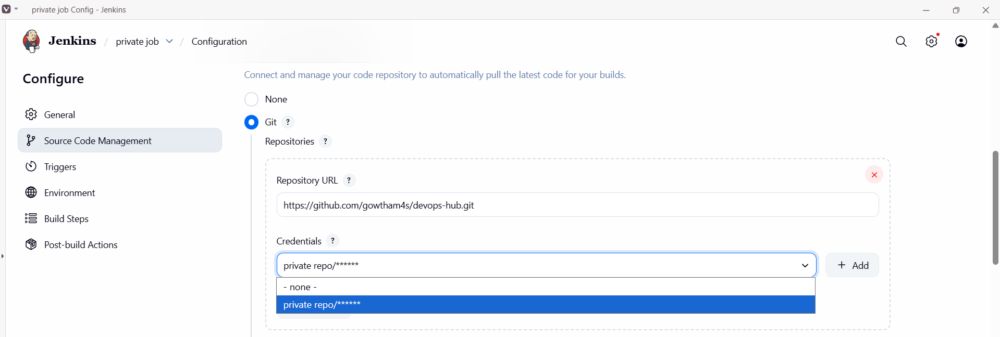 private job Config - Jenkins
Jenkins / private job / Configuration
Configure
General
Source Code Management
Triggers
Environment
Build Steps
Post-build Actions
Connect and manage your code repository to automatically pull the latest code for your builds.
None
Git ?
Repositories ?
Repository URL ?
https://github.com/gowtham4s/devops-hub.git
Credentials ?
private repo/******
+ Add
- none -
private repo/******